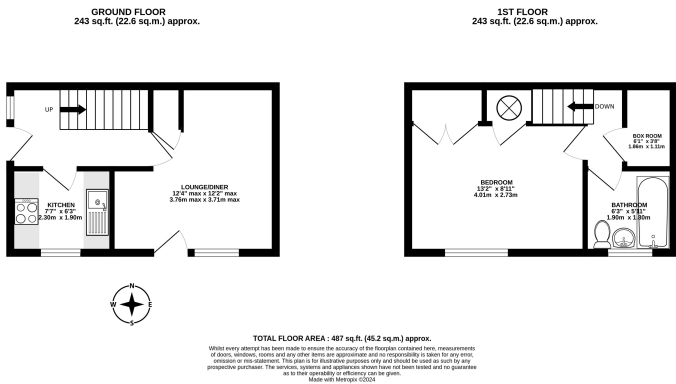 GROUND FLOOR
243 sq.ft. (22.6 sq.m.) approx.
1ST FLOOR
243 sq.ft. (22.6 sq.m.) approx.
UP
DOWN
BOX ROOM
6'1" x 3'8"
1.86m x 1.11m
LOUNGE/DINER
12'4" max x 12'2" max
3.76m max x 3.71m max
BEDROOM
13'2" x 8'11"
4.01m x 2.73m
KITCHEN
7'7" x 6'3"
2.30m x 1.90m
BATHROOM
6'3" x 5'11"
1.90m x 1.80m
N
W E
S
TOTAL FLOOR AREA : 487 sq.ft. (45.2 sq.m.) approx.
Whilst every attempt has been made to ensure the accuracy of the floorplan contained here, measurements
of doors, windows, rooms and any other items are approximate and no responsibility is taken for any error,
omission or mis-statement. This plan is for illustrative purposes only and should be used as such by any
prospective purchaser. The services, systems and appliances shown have not been tested and no guarantee
as to their operability or efficiency can be given.
Made with Metropix ©2024